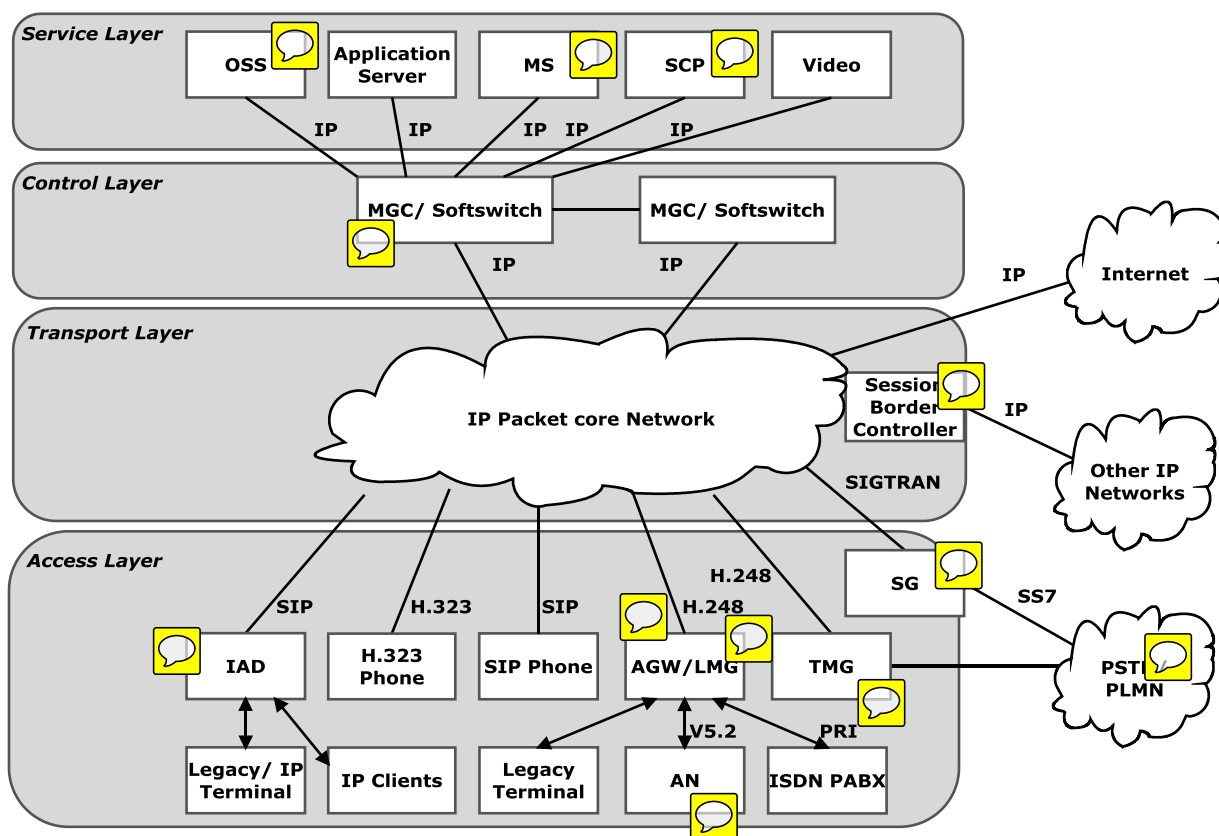 Service Layer
OSS
Application
Server
MS
SCP
Video
IP
IP
IP
IP
IP
Control Layer
MGC/ Softswitch
MGC/ Softswitch
IP
IP
Transport Layer
IP Packet core Network
Session
Border
Controller
IP
Internet
IP
Other IP
Networks
SIGTRAN
Access Layer
SIP
H.323
SIP
H.248
H.248
SG
SS7
IAD
H.323
Phone
SIP Phone
AGW/LMG
TMG
PLMN
V5.2
PRI
Legacy/ IP
Terminal
IP Clients
Legacy
Terminal
AN
ISDN PABX